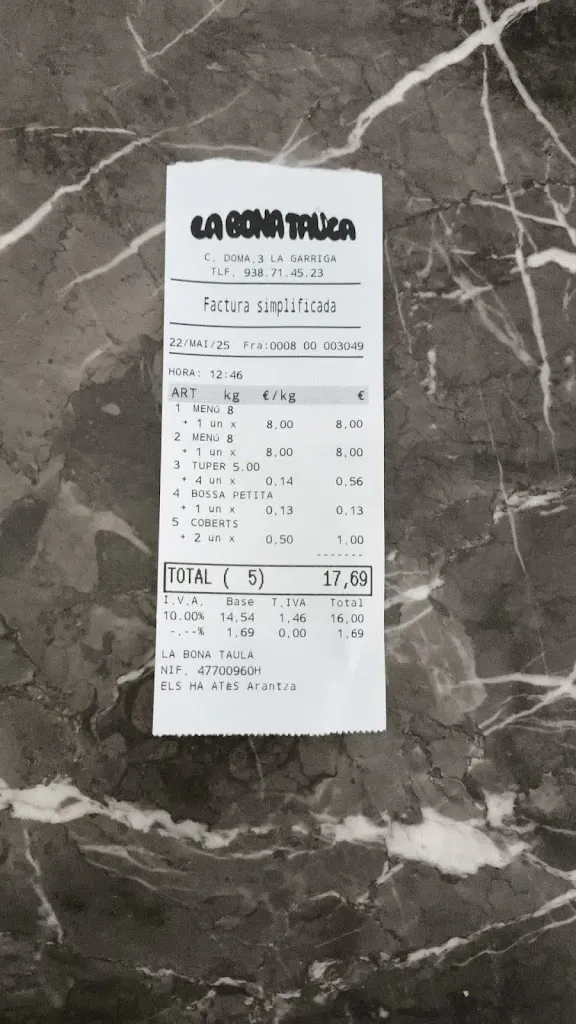 LA BONA TAULA
C. DOMA,3 LA GARRIGA
TLF. 938.71.45.23
Factura simplificada
22/MAI/25 Fra:0008 00 003049
HORA: 12:46
ART kg €/kg €
1 MENÚ 8
+ 1 un x 8,00 8,00
2 MENÚ 8
+ 1 un x 8,00 8,00
3 TUPER 5.00
+ 4 un x 0,14 0,56
4 BOSSA PETITA
+ 1 un x 0,13 0,13
5 COBERTS
+ 2 un x 0,50 1,00
-------
TOTAL ( 5) 17,69
I.V.A. Base T.IVA Total
10.00% 14,54 1,46 16,00
-.--% 1,69 0,00 1,69
LA BONA TAULA
NIF. 47700960H
ELS HA ATÈS Arantza